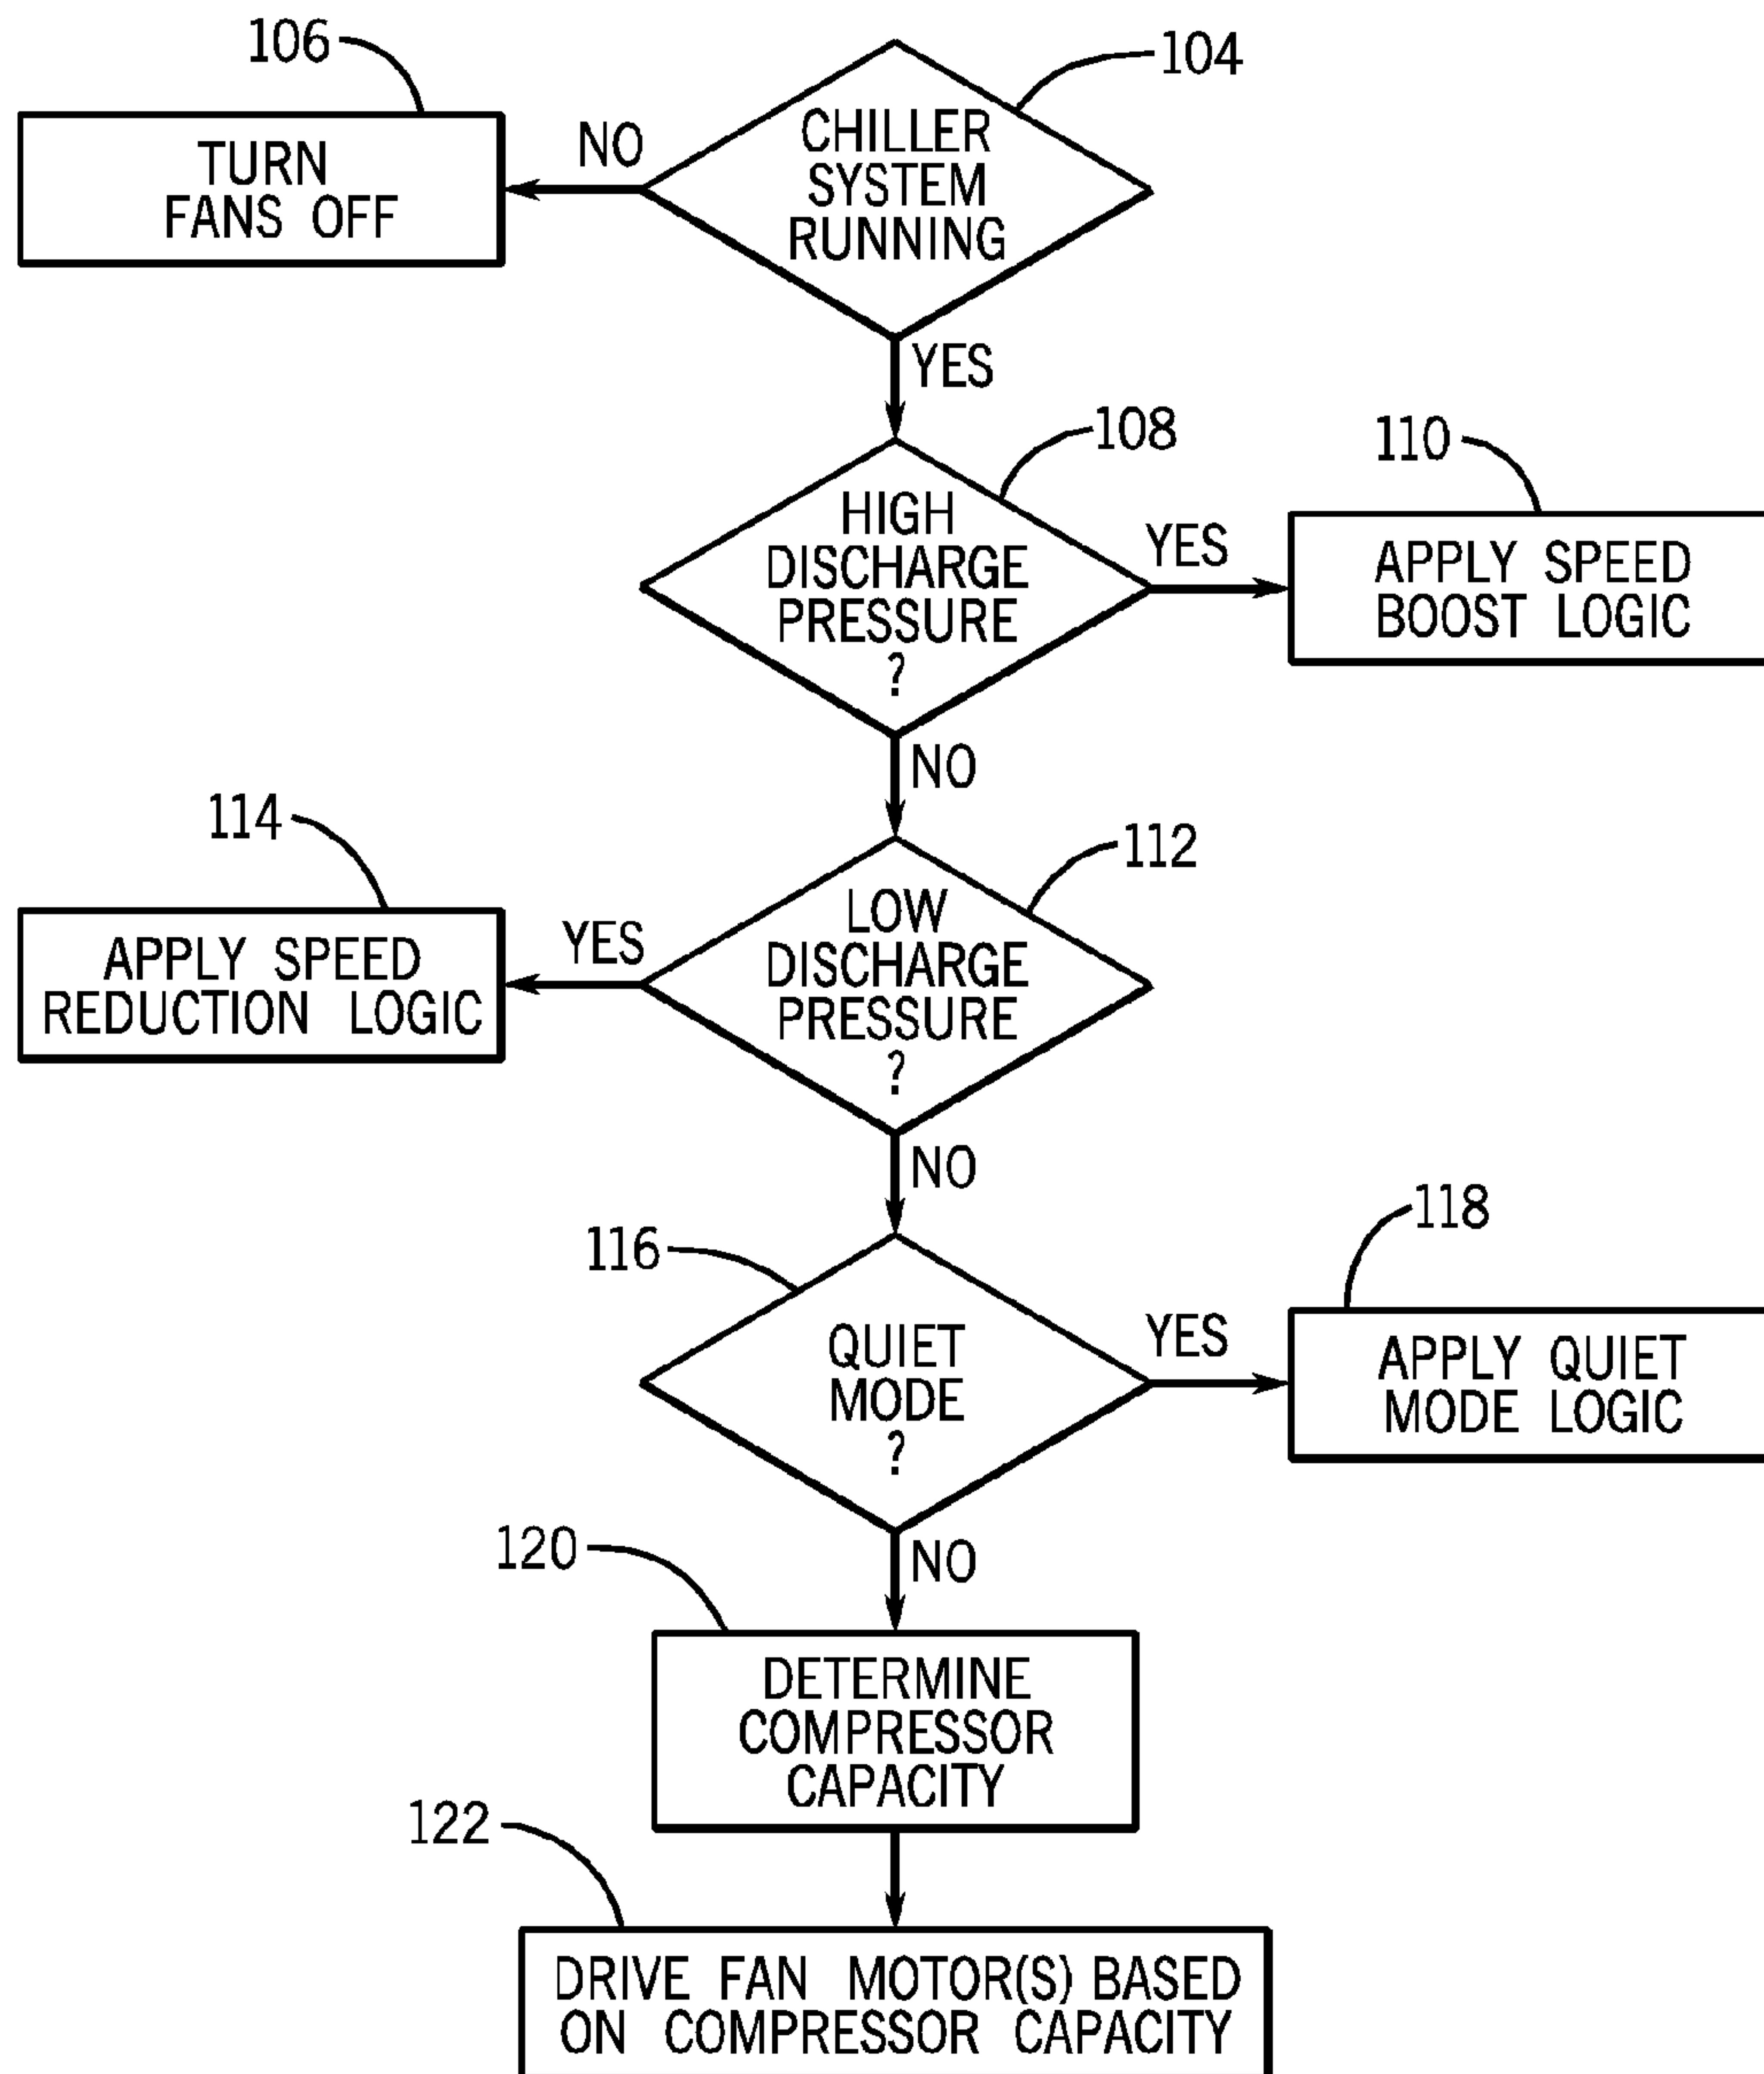 106
104
CHILLER
SYSTEM
RUNNING
NO
TURN
FANS OFF
YES
108
110
HIGH
DISCHARGE
PRESSURE
?
YES
APPLY SPEED
BOOST LOGIC
NO
114
112
LOW
DISCHARGE
PRESSURE
?
YES
APPLY SPEED
REDUCTION LOGIC
NO
116
118
QUIET
MODE
?
YES
APPLY QUIET
MODE LOGIC
NO
120
DETERMINE
COMPRESSOR
CAPACITY
122
DRIVE FAN MOTOR(S) BASED
ON COMPRESSOR CAPACITY